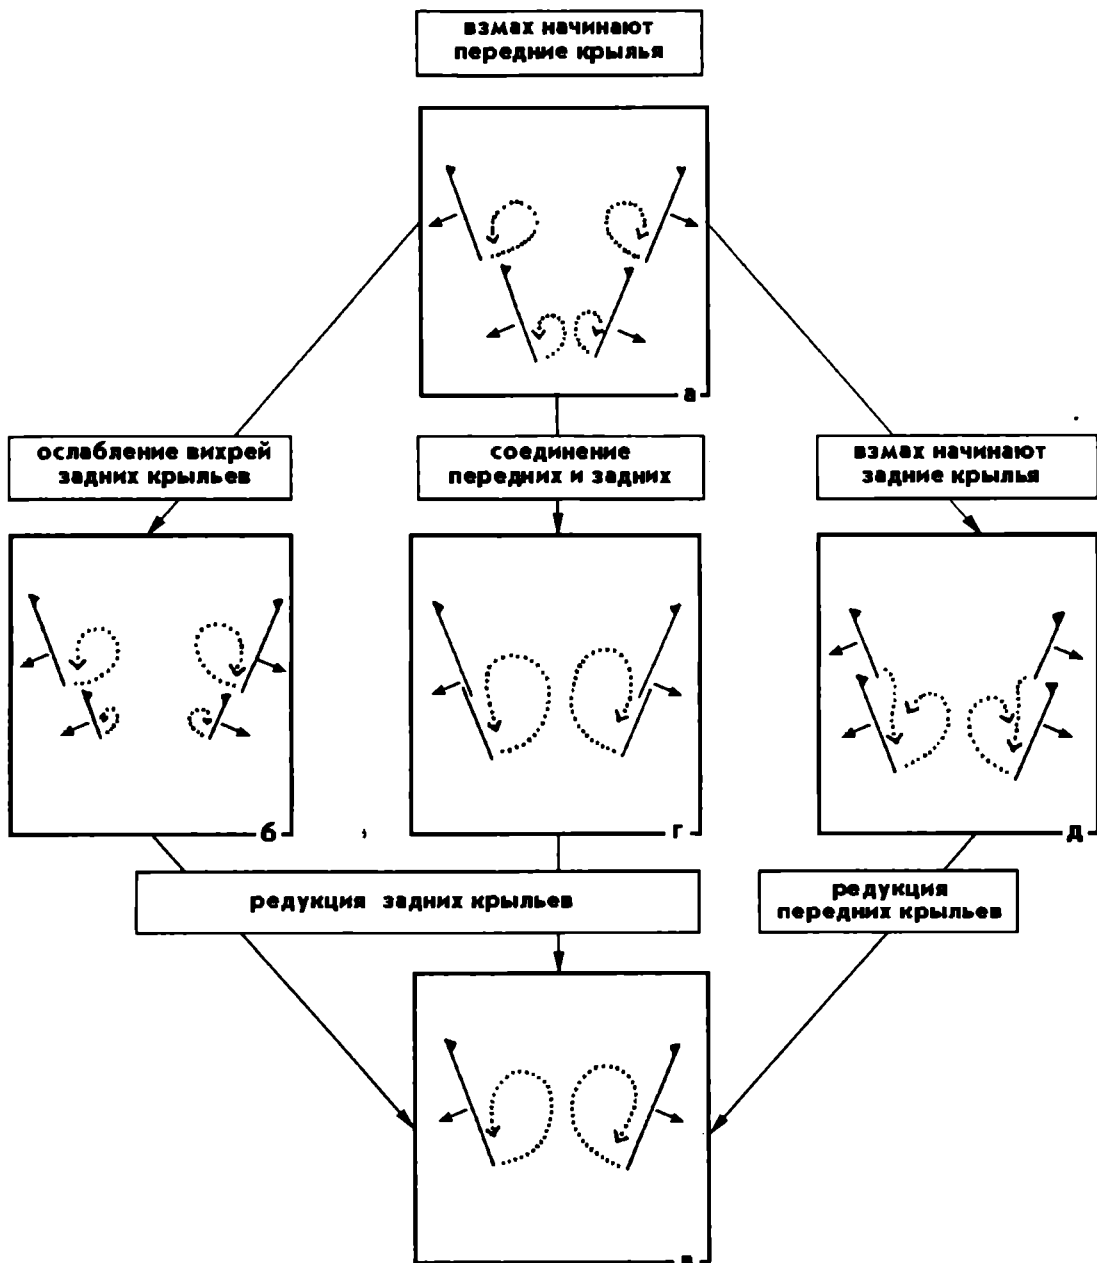 взмах начинают
передние крылья
а
ослабление вихрей
задних крыльев
соединение
передних и задних
взмах начинают
задние крылья
б
г
д
редукция задних крыльев
редукция
передних крыльев